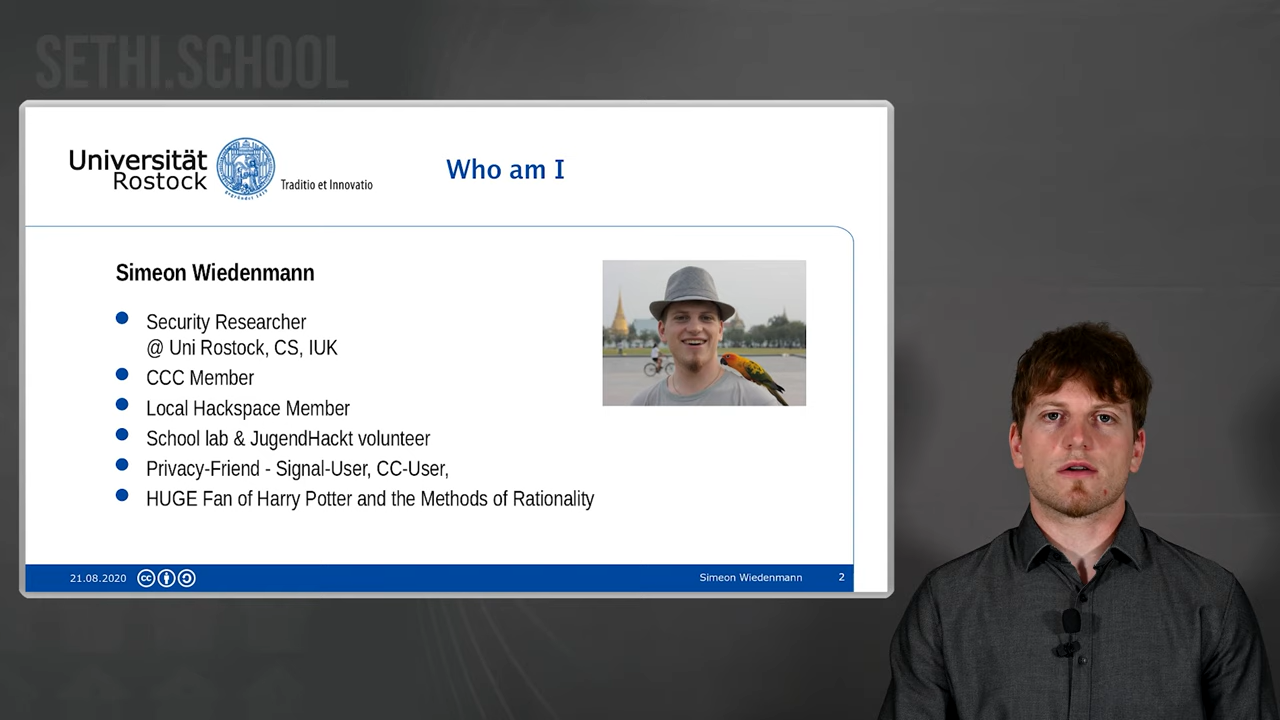 SETHI.SCHOOL
Universität
Rostock
Traditio et Innovatio
Who am I
Simeon Wiedenmann
Security Researcher
@ Uni Rostock, CS, IUK
CCC Member
Local Hackspace Member
School lab & JugendHackt volunteer
Privacy-Friend - Signal-User, CC-User,
HUGE Fan of Harry Potter and the Methods of Rationality
21.08.2020
cc
Simeon Wiedenmann
2